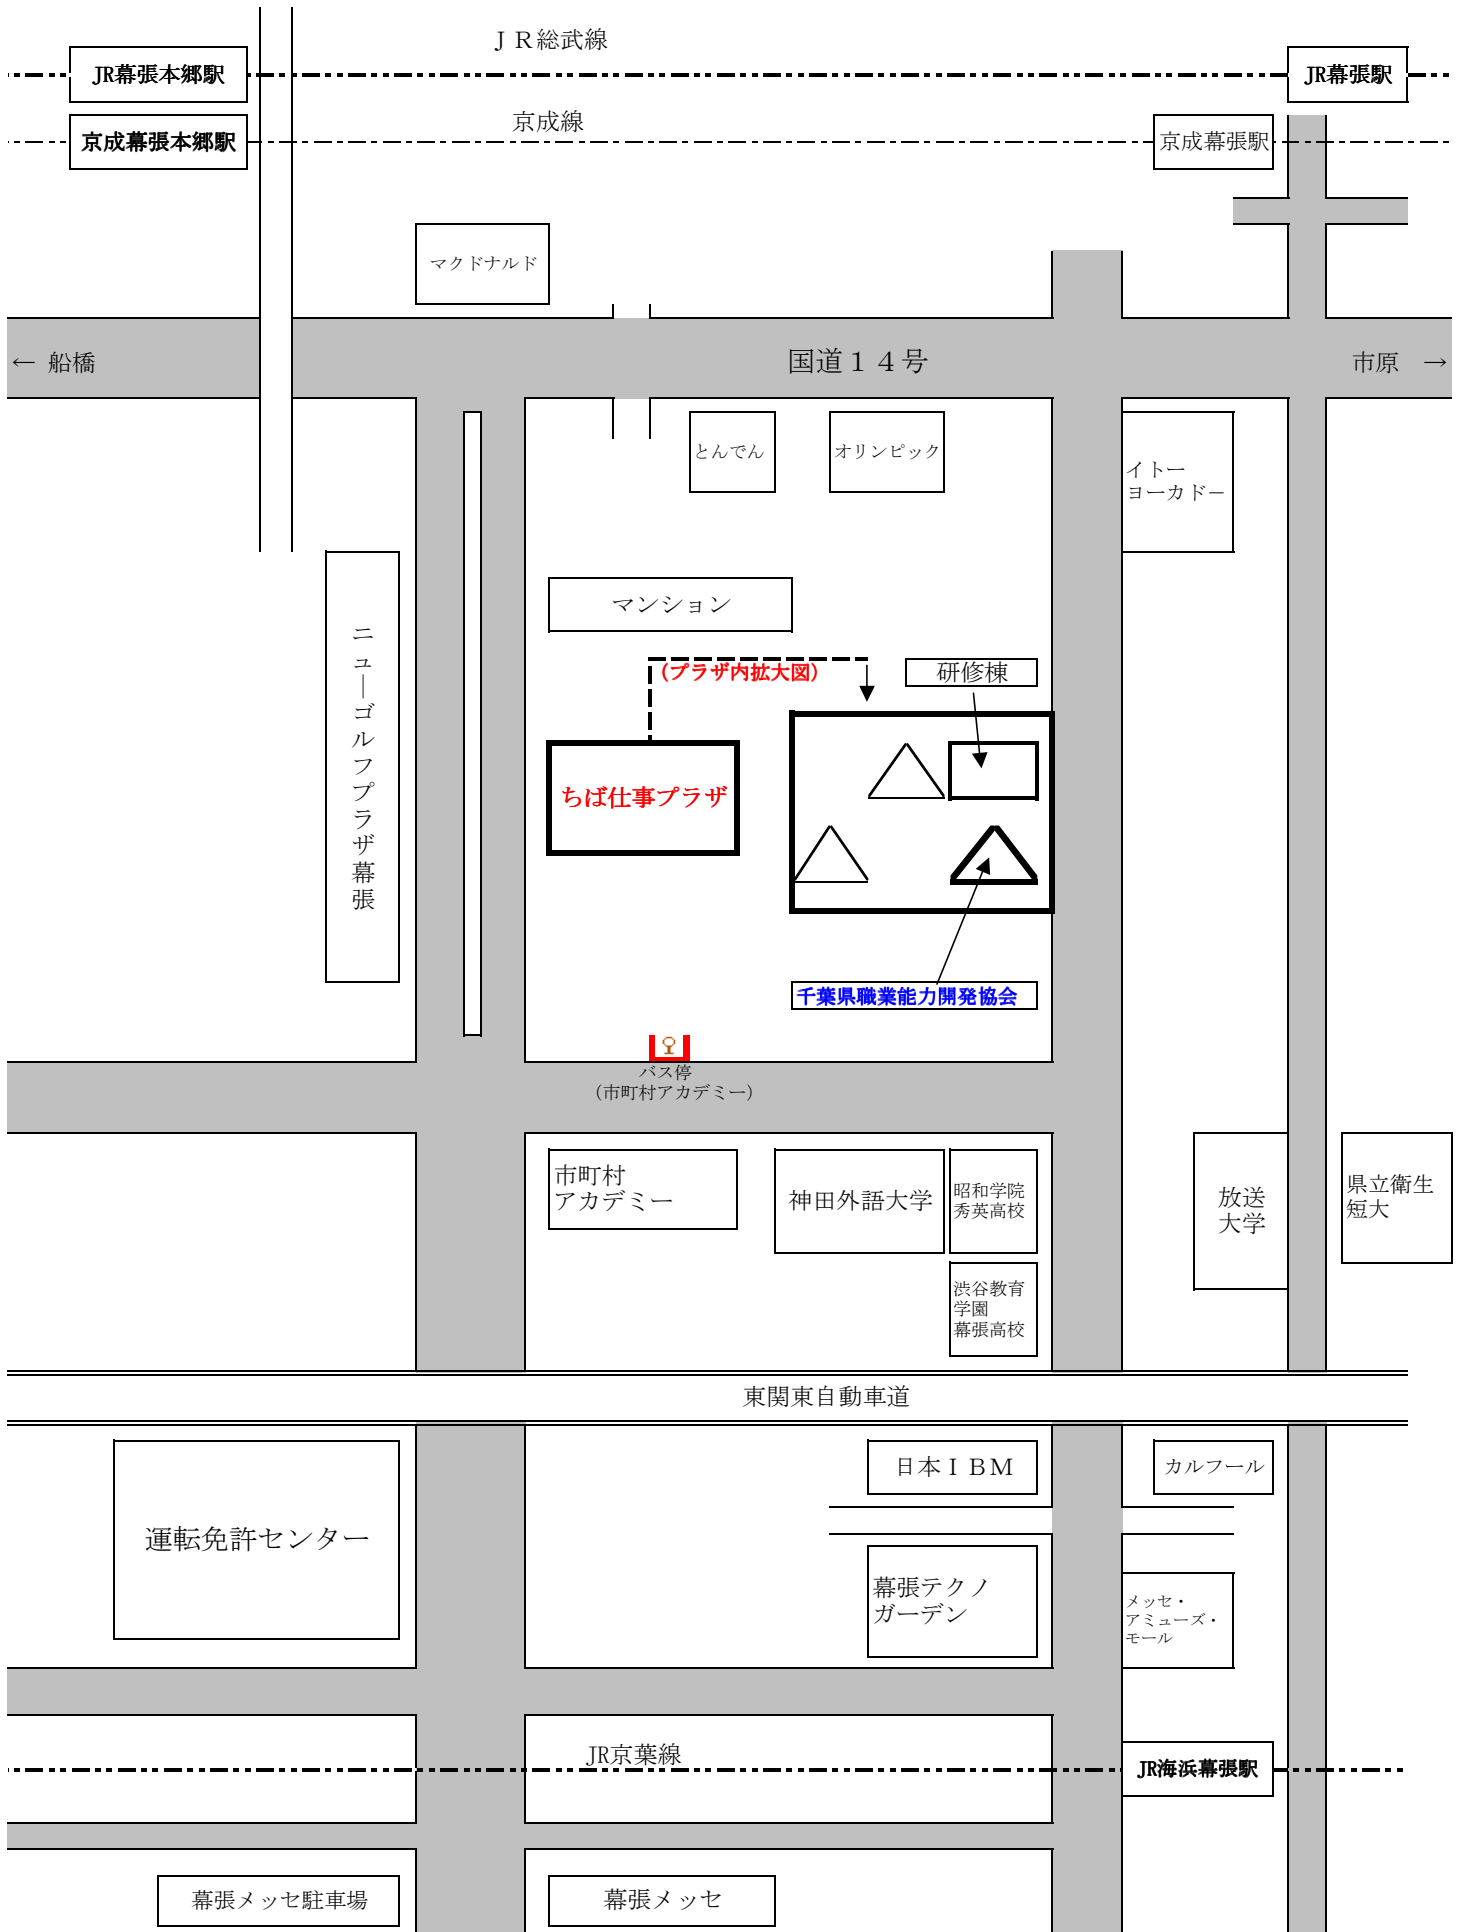 ＪＲ総武線
JR幕張本郷駅
JR幕張駅
京成線
京成幕張本郷駅
京成幕張駅
マクドナルド
← 船橋
国道１４号
市原 →
とんでん
オリンピック
イトー
ヨーカドー
マンション
ニューゴルフプラザ幕張
(プラザ内拡大図)
研修棟
ちば仕事プラザ
千葉県職業能力開発協会
バス停
(市町村アカデミー)
市町村
アカデミー
神田外語大学
昭和学院
秀英高校
放送
大学
県立衛生
短大
渋谷教育
学園
幕張高校
東関東自動車道
日本ＩＢＭ
カルフール
運転免許センター
幕張テクノ
ガーデン
メッセ・
アミューズ・
モール
JR京葉線
JR海浜幕張駅
幕張メッセ駐車場
幕張メッセ